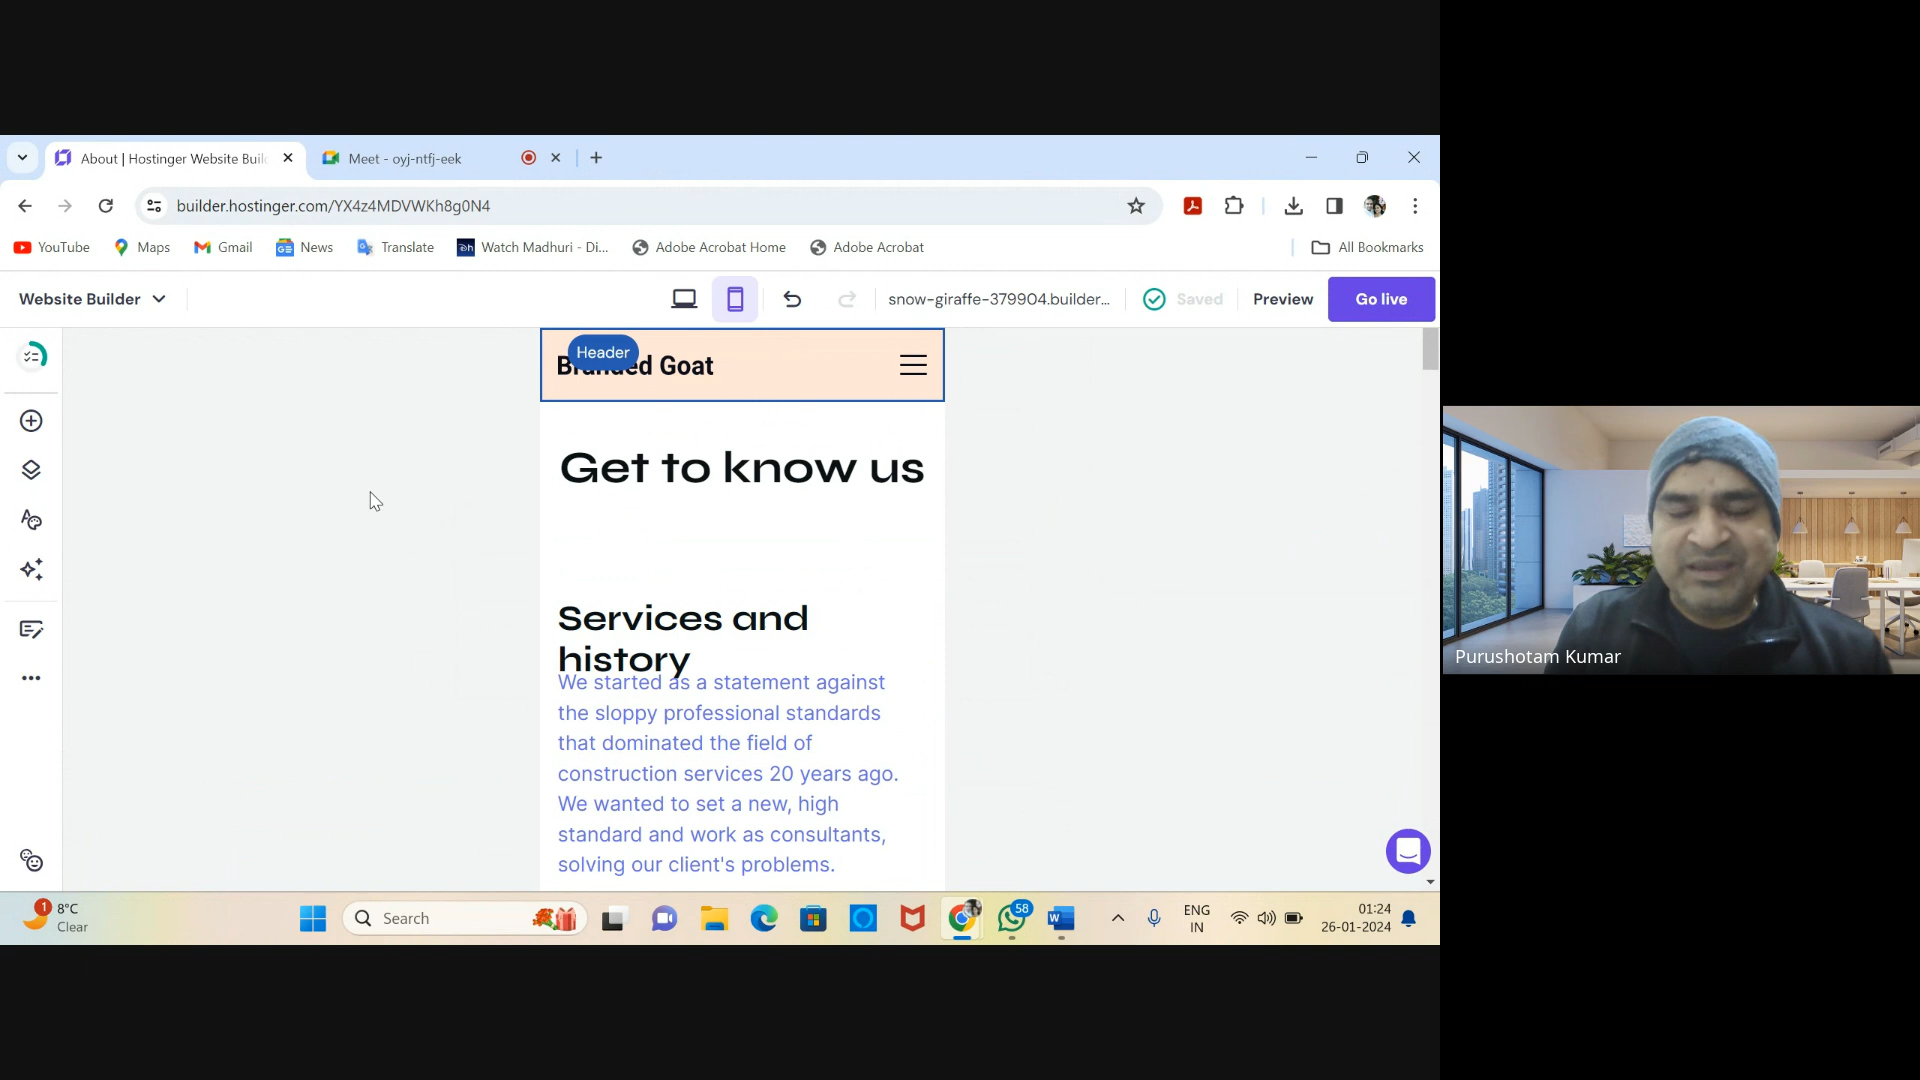 About | Hostinger Website Buil
Meet - oyj-ntfj-eek
builder.hostinger.com/YX4z4MDVWKh8g0N4
YouTube
Maps
Gmail
News
Translate
Watch Madhuri - Di...
Adobe Acrobat Home
Adobe Acrobat
All Bookmarks
Website Builder
snow-giraffe-379904.builder...
Saved
Preview
Go live
Header
Branded Goat
Get to know us
Services and
history
We started as a statement against
the sloppy professional standards
that dominated the field of
construction services 20 years ago.
We wanted to set a new, high
standard and work as consultants,
solving our client's problems.
Purushotam Kumar
1
8°C
Clear
Search
58
ENG
IN
01:24
26-01-2024